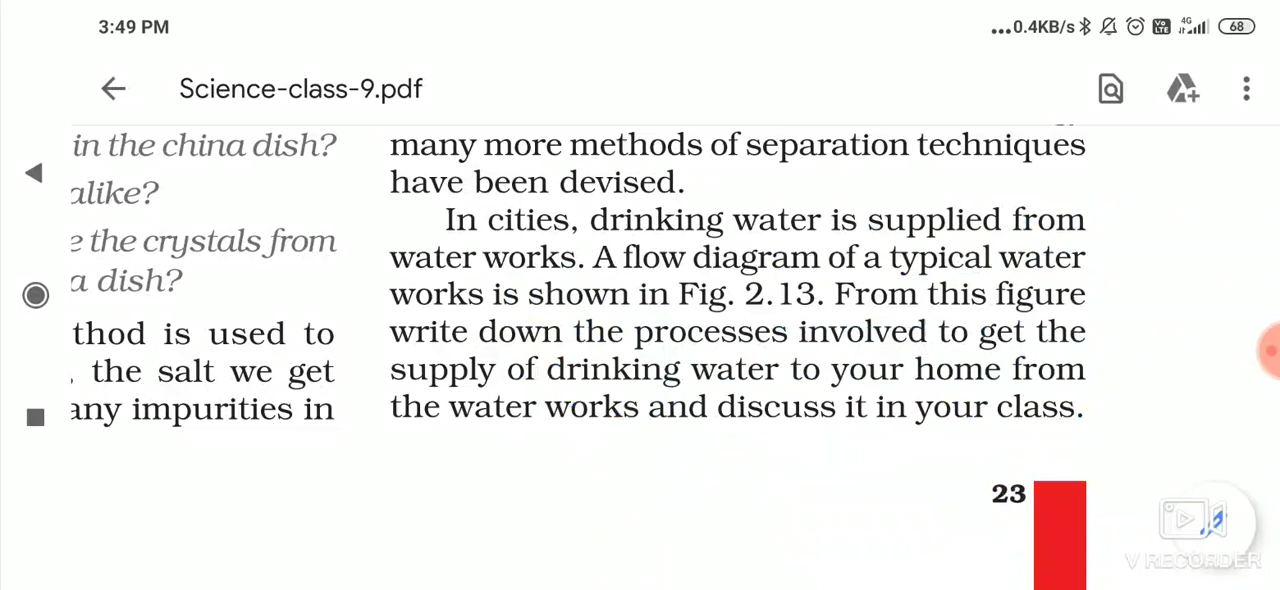 3:49 PM
...0.4KB/s
4G
68
Science-class-9.pdf
in the china dish?
alike?
the crystals from
a dish?
thod is used to
, the salt we get
any impurities in
many more methods of separation techniques
have been devised.
In cities, drinking water is supplied from
water works. A flow diagram of a typical water
works is shown in Fig. 2.13. From this figure
write down the processes involved to get the
supply of drinking water to your home from
the water works and discuss it in your class.
23
V RECORDER